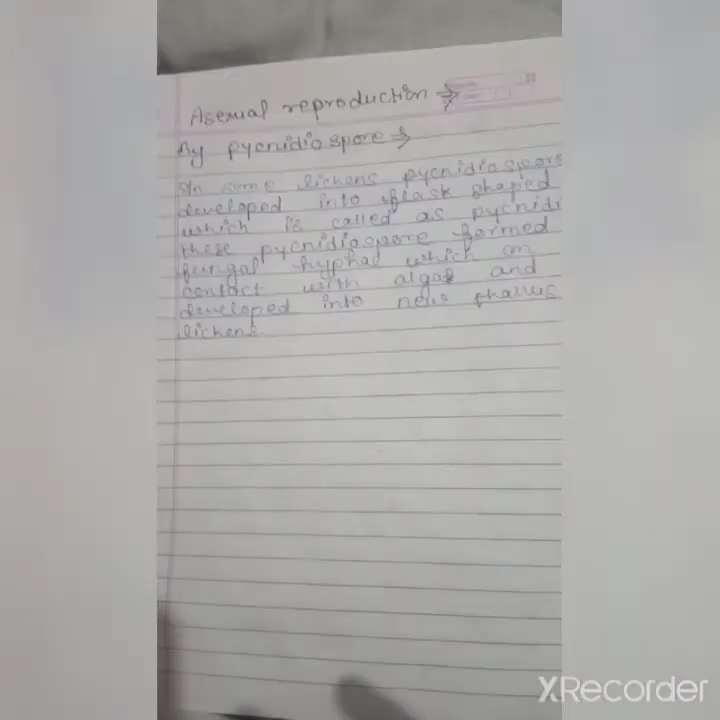 Asexual reproduction →
By pycnidiospore →
In some lichens pycnidiospore
developed into flask shaped
which is called as pycnidi
these pycnidiospore formed
fungal hyphae which on
contact with algae and
developed into new thallus
lichens.
XRecorder